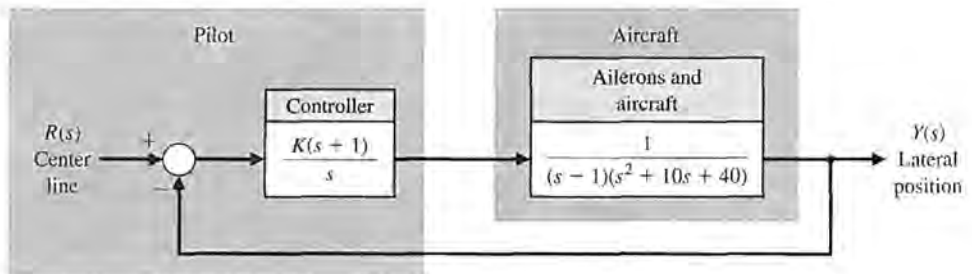 Pilot
Aircraft
Ailerons and
aircraft
Controller
R(s)
Center
line
+
−
K(s + 1)
s
1
(s − 1)(s² + 10s + 40)
Y(s)
Lateral
position